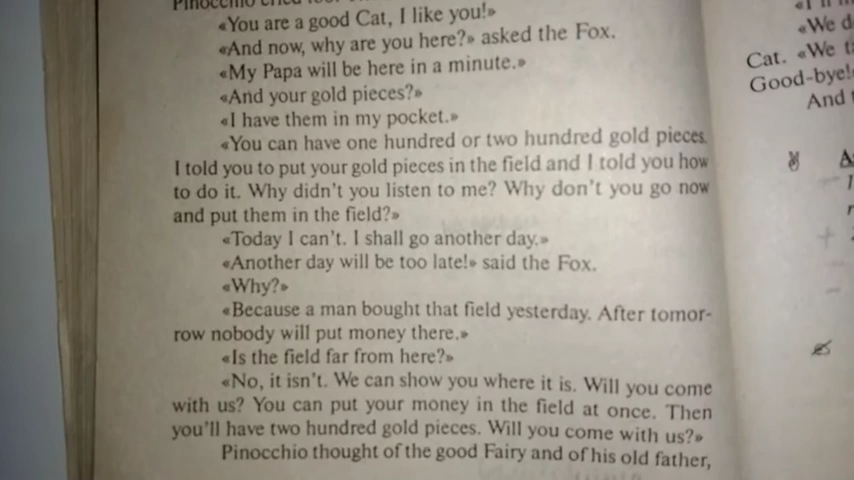 Pinocchio cried too.
«You are a good Cat, I like you!»
«And now, why are you here?» asked the Fox.
«My Papa will be here in a minute.»
«And your gold pieces?»
«I have them in my pocket.»
«You can have one hundred or two hundred gold pieces.
I told you to put your gold pieces in the field and I told you how
to do it. Why didn't you listen to me? Why don't you go now
and put them in the field?»
«Today I can't. I shall go another day.»
«Another day will be too late!» said the Fox.
«Why?»
«Because a man bought that field yesterday. After tomor-
row nobody will put money there.»
«Is the field far from here?»
«No, it isn't. We can show you where it is. Will you come
with us? You can put your money in the field at once. Then
you'll have two hundred gold pieces. Will you come with us?»
Pinocchio thought of the good Fairy and of his old father,
«We
Cat. «We
Good-bye!
And